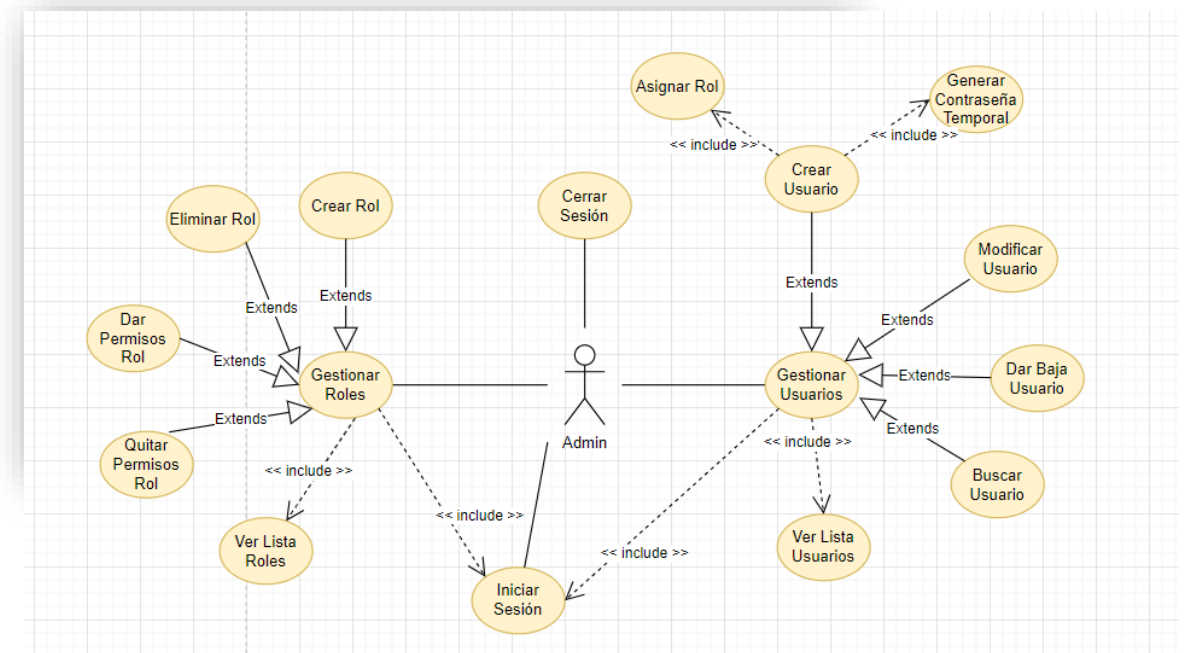 Asignar Rol
Generar
Contraseña
Temporal
<< include >>
<< include >>
Crear
Usuario
Eliminar Rol
Crear Rol
Cerrar
Sesión
Modificar
Usuario
Extends
Extends
Extends
Extends
Dar
Permisos
Rol
Extends
Gestionar
Roles
Admin
Gestionar
Usuarios
Extends
Dar Baja
Usuario
Extends
Extends
Quitar
Permisos
Rol
<< include >>
<< include >>
Buscar
Usuario
<< include >>
<< include >>
Ver Lista
Roles
Ver Lista
Usuarios
Iniciar
Sesión